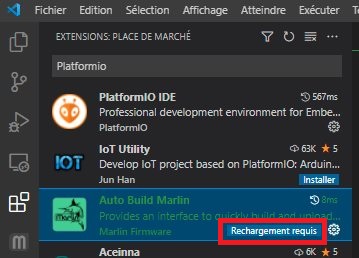 Fichier Edition Sélection Affichage Atteindre Exécuter T
EXTENSIONS: PLACE DE MARCHÉ
Platformio
PlatformIO IDE 567ms
Professional development environment for Embe...
PlatformIO
IoT Utility 63K 5
IOT
Develop IoT project based on PlatformIO: Arduin...
Jun Han Installer
Auto Build Marlin 8ms
Provides an interface to quickly build and upload...
Marlin Firmware Rechargement requis
Aceinna 3K 5